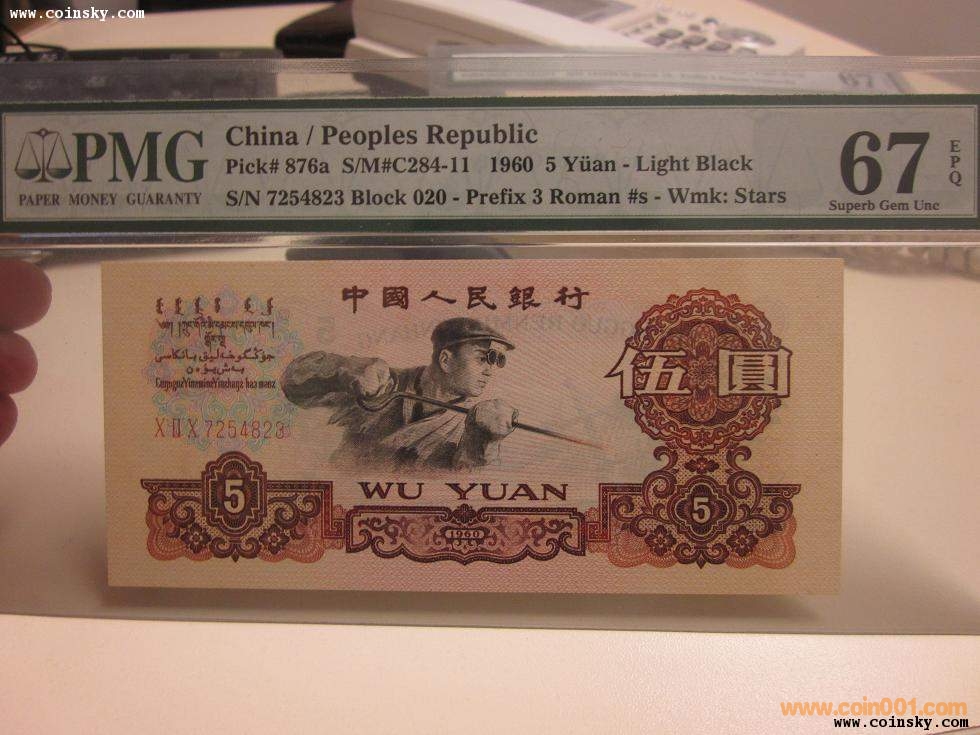 www.coinsky.com
67
PMG
PAPER MONEY GUARANTY
China / Peoples Republic
Pick# 876a S/M#C284-11 1960 5 Yüan - Light Black
S/N 7254823 Block 020 - Prefix 3 Roman #s - Wmk: Stars
67
EPQ
Superb Gem Unc
中國人民銀行
伍圓
X II X 7254823
5
WU YUAN
5
1960
www.coin001.com
www.coinsky.com